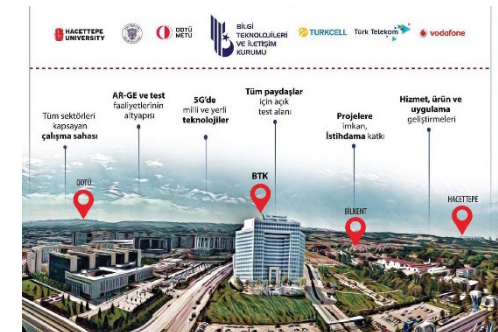 HACETTEPE
UNIVERSITY
ODTÜ
METU
BİLGİ
TEKNOLOJİLERİ
VE İLETİŞİM
KURUMU
TURKCELL
Türk Telekom
vodafone
Tüm sektörleri
kapsayan
çalışma sahası
AR-GE ve test
faaliyetlerinin
altyapısı
5G'de
milli ve yerli
teknolojiler
Tüm paydaşlar
için açık
test alanı
Projelere
imkan,
İstihdama katkı
Hizmet, ürün ve
uygulama
geliştirmeleri
ODTÜ
BTK
BİLKENT
HACETTEPE